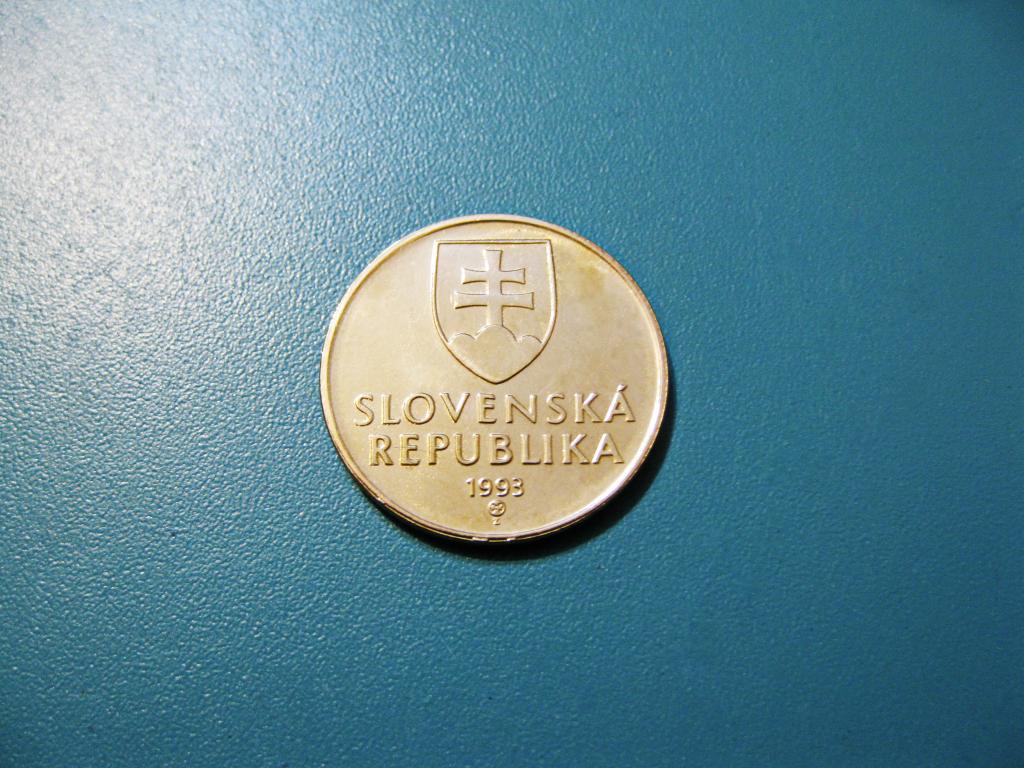 SLOVENSKÁ
REPUBLIKA
1993
Z